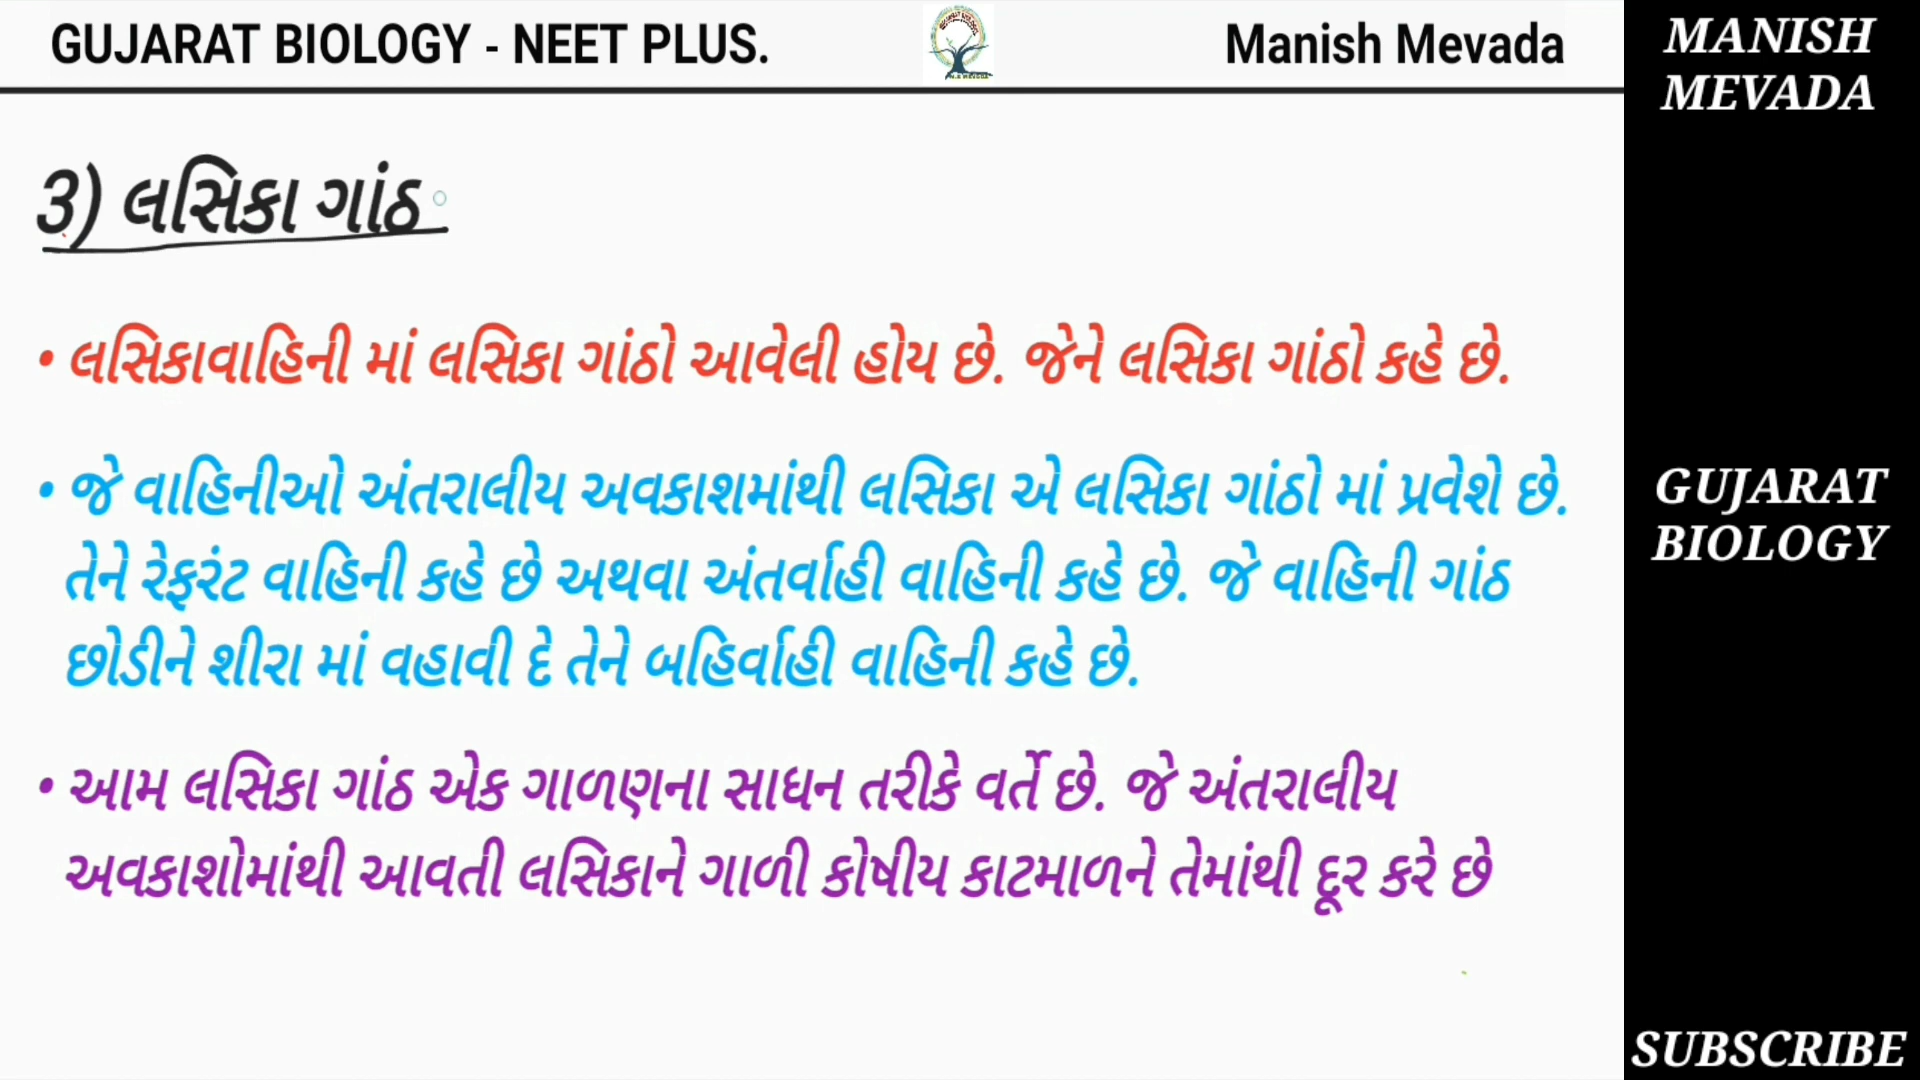 GUJARAT BIOLOGY - NEET PLUS.
Manish Mevada
3) લસિકા ગાંઠ
• લસિકાવાહિની માં લસિકા ગાંઠો આવેલી હોય છે. જેને લસિકા ગાંઠો કહે છે.
• જે વાહિનીઓ અંતરાલીય અવકાશમાંથી લસિકા એ લસિકા ગાંઠો માં પ્રવેશે છે.
તેને રેફરંટ વાહિની કહે છે અથવા અંતર્વાહી વાહિની કહે છે. જે વાહિની ગાંઠ
છોડીને શીરા માં વહાવી દે તેને બહિર્વાહી વાહિની કહે છે.
• આમ લસિકા ગાંઠ એક ગાળણના સાધન તરીકે વર્તે છે. જે અંતરાલીય
અવકાશોમાંથી આવતી લસિકાને ગાળી કોષીય કાટમાળને તેમાંથી દૂર કરે છે
MANISH
MEVADA
GUJARAT
BIOLOGY
SUBSCRIBE